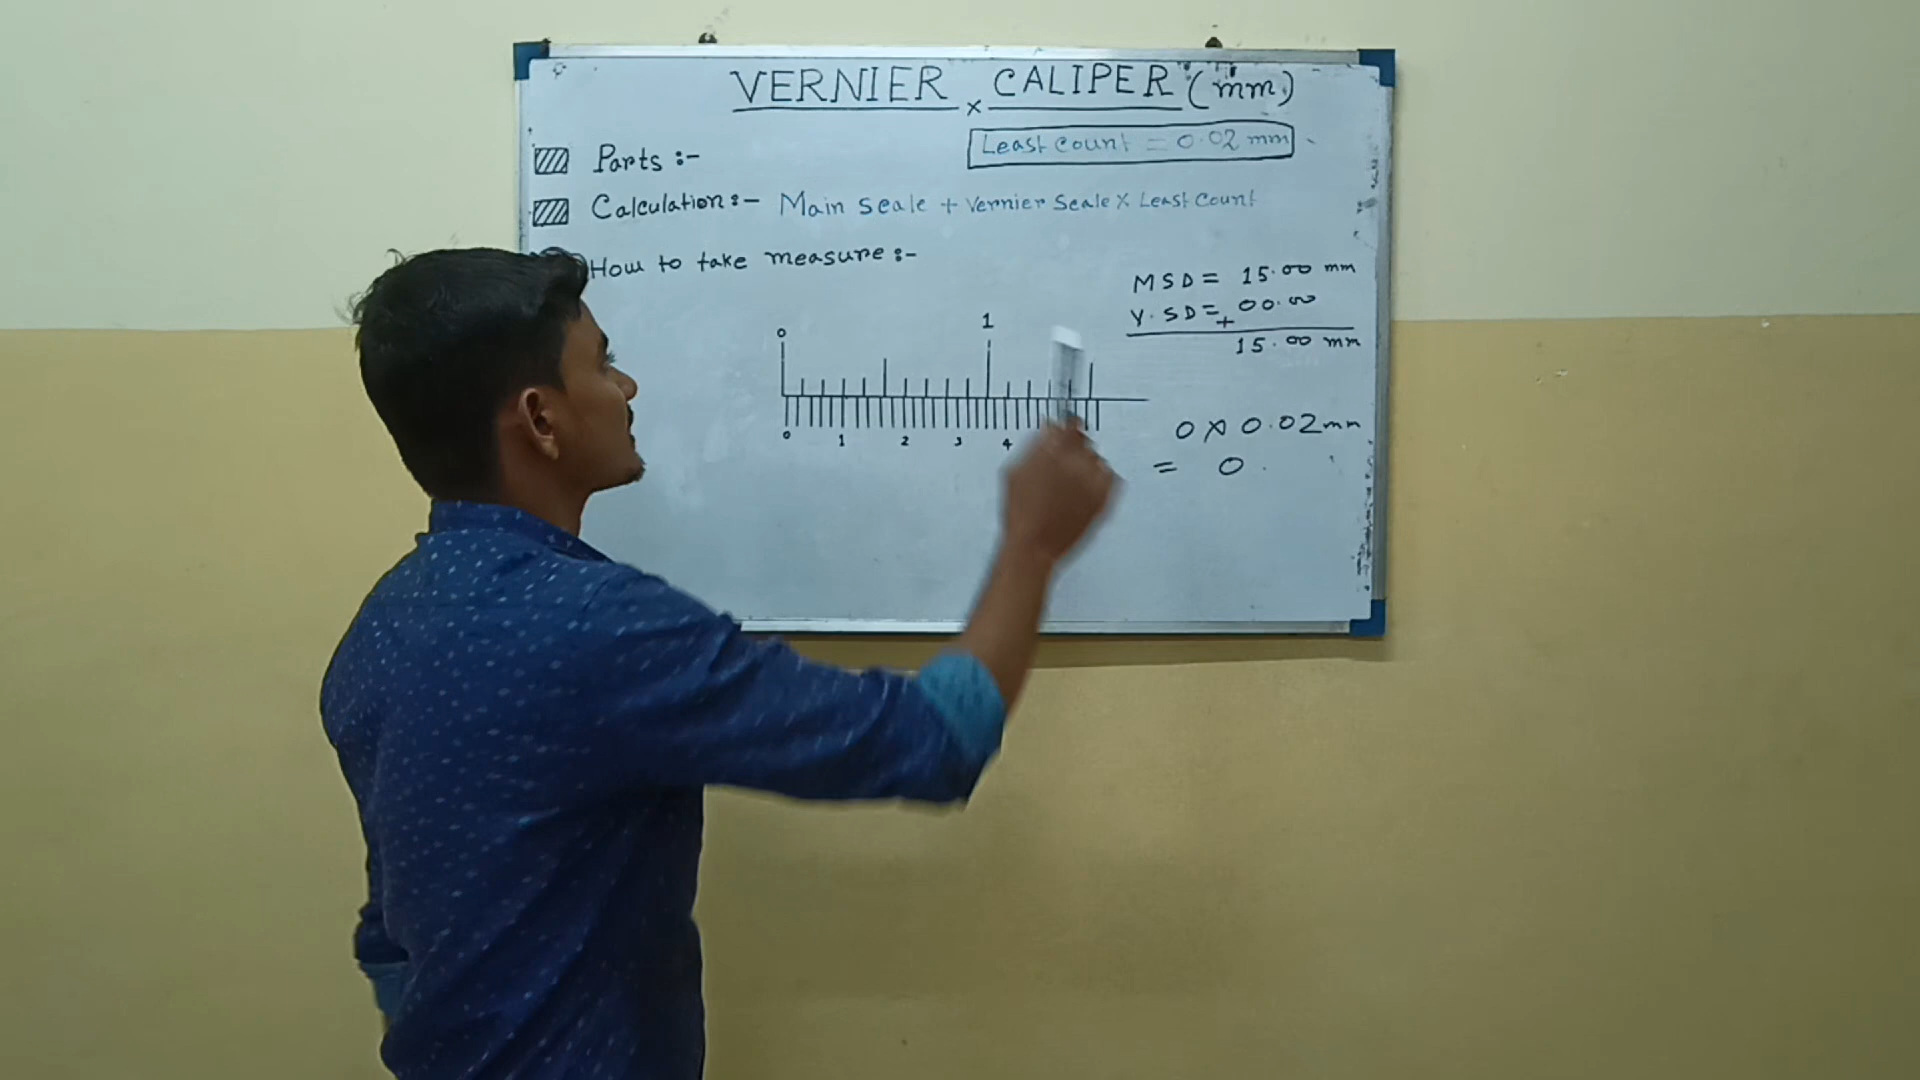 VERNIER CALIPER (mm)
Least count = 0.02 mm
Parts :-
Calculation :- Main Scale + Vernier Scale X Least Count
How to take measure :-
MSD = 15.00 mm
V.SD = + 00.00
15.00 mm
0 1
0 1 2 3 4
0 x 0.02mm
= 0